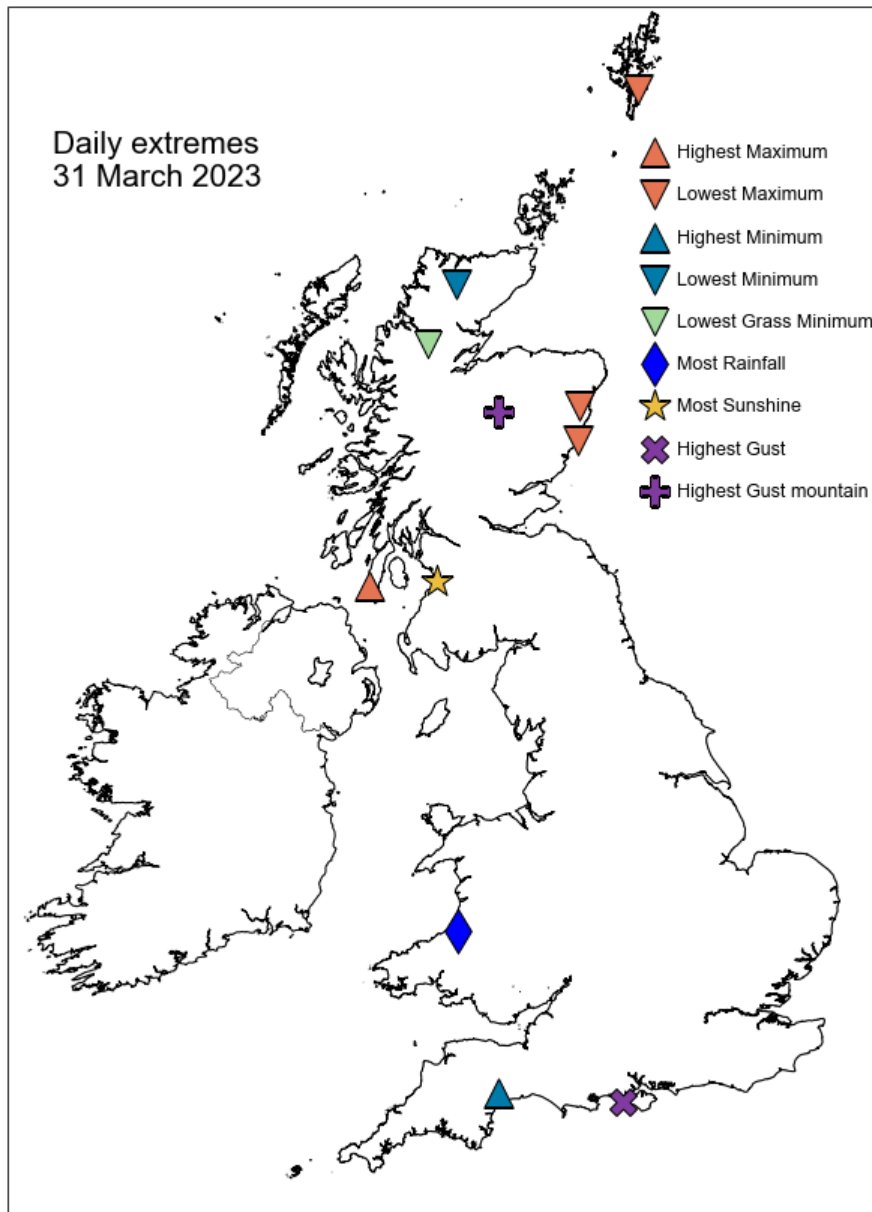 Daily extremes
31 March 2023
Highest Maximum
Lowest Maximum
Highest Minimum
Lowest Minimum
Lowest Grass Minimum
Most Rainfall
Most Sunshine
Highest Gust
Highest Gust mountain